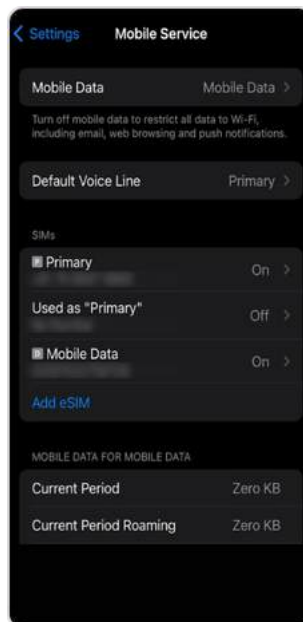 Settings
Mobile Service
Mobile Data
Mobile Data
Turn off mobile data to restrict all data to Wi-Fi,
including email, web browsing and push notifications.
Default Voice Line
Primary
SIMs
P Primary
On
Used as "Primary"
Off
D Mobile Data
On
Add eSIM
MOBILE DATA FOR MOBILE DATA
Current Period
Zero KB
Current Period Roaming
Zero KB